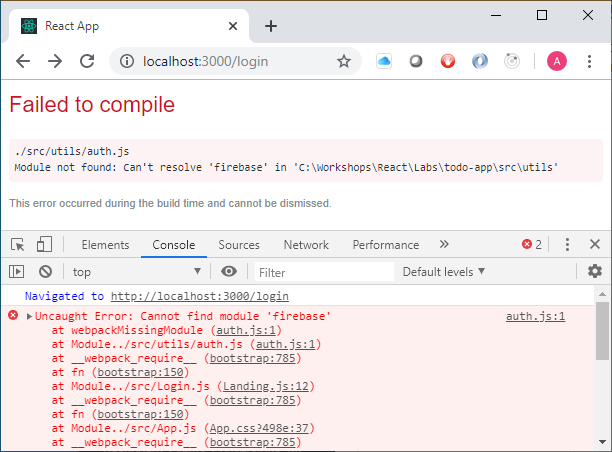 React App
localhost:3000/login
A
Failed to compile
./src/utils/auth.js
Module not found: Can't resolve 'firebase' in 'C:\Workshops\React\Labs\todo-app\src\utils'
This error occurred during the build time and cannot be dismissed.
Elements Console Sources Network Performance 2
top Filter Default levels
Navigated to http://localhost:3000/login
Uncaught Error: Cannot find module 'firebase' auth.js:1
at webpackMissingModule (auth.js:1)
at Module../src/utils/auth.js (auth.js:1)
at __webpack_require__ (bootstrap:785)
at fn (bootstrap:150)
at Module../src/Login.js (Landing.js:12)
at __webpack_require__ (bootstrap:785)
at fn (bootstrap:150)
at Module../src/App.js (App.css?498e:37)
at __webpack_require__ (bootstrap:785)